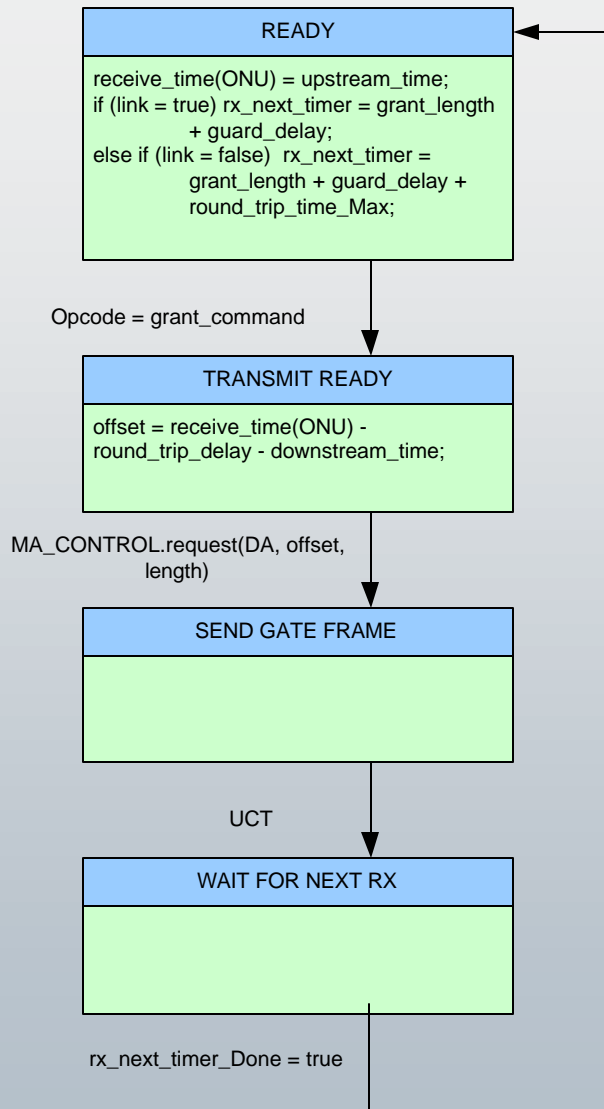 READY
receive_time(ONU) = upstream_time;
if (link = true) rx_next_timer = grant_length
+ guard_delay;
else if (link = false)  rx_next_timer =
grant_length + guard_delay +
round_trip_time_Max;
Opcode = grant_command
TRANSMIT READY
offset = receive_time(ONU) -
round_trip_delay - downstream_time;
MA_CONTROL.request(DA, offset,
length)
SEND GATE FRAME
UCT
WAIT FOR NEXT RX
rx_next_timer_Done = true